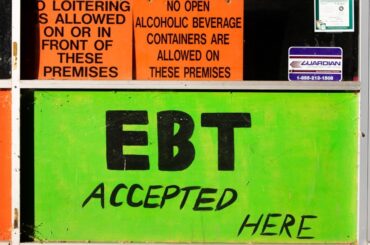 O LOITERING
IS ALLOWED
ON OR IN
FRONT OF
THESE
PREMISES
NO OPEN
ALCOHOLIC BEVERAGE
CONTAINERS ARE
ALLOWED ON
THESE PREMISES
GUARDIAN
EBT
ACCEPTED
HERE